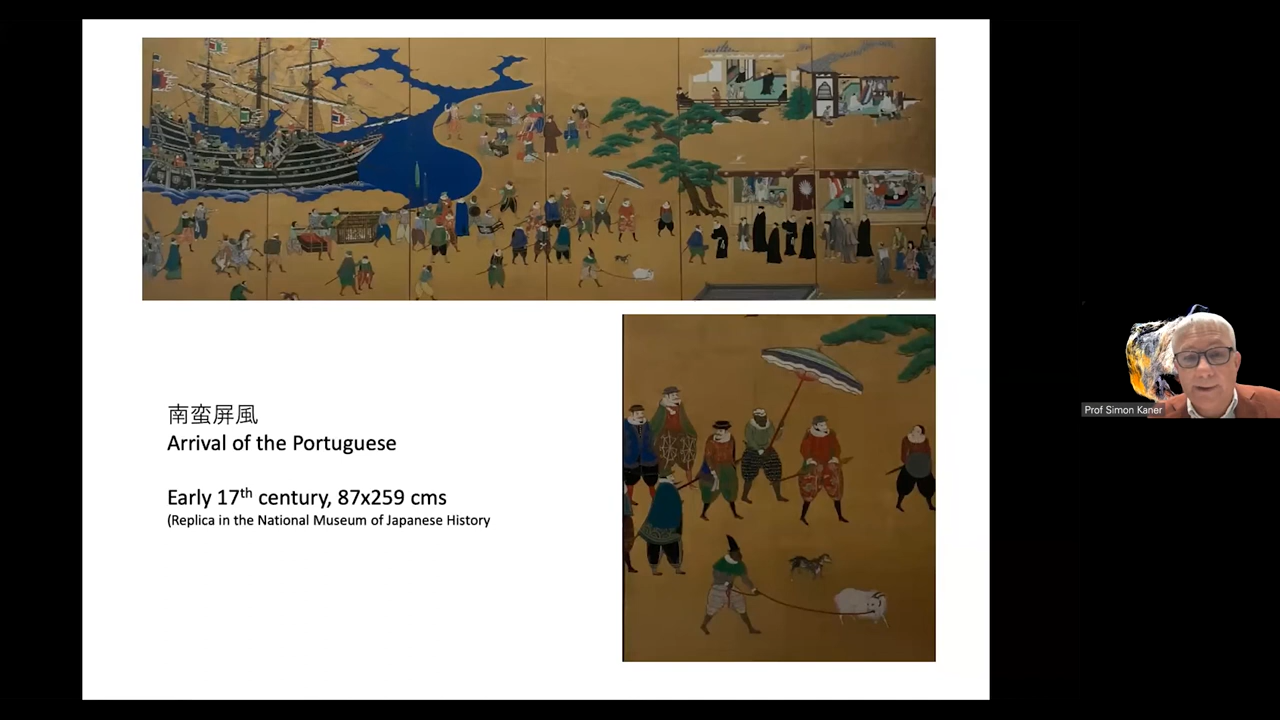 南蛮屏風
Arrival of the Portuguese
Early 17th century, 87x259 cms
(Replica in the National Museum of Japanese History
Prof Simon Kaner